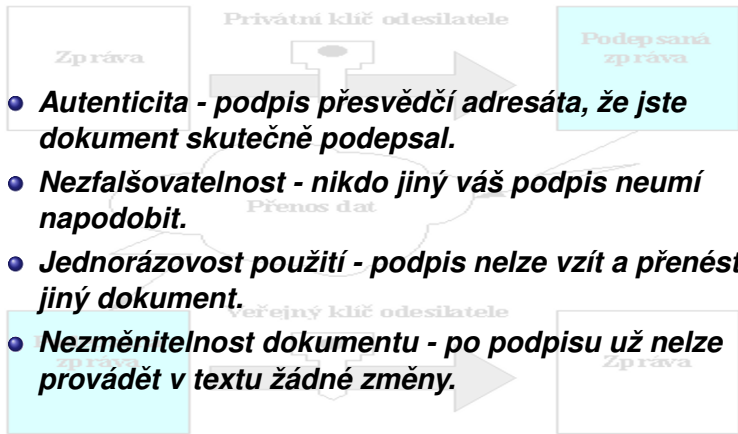 Privátní klíč odesilatele
Zpráva
Podepsaná
zpráva
Autenticita - podpis přesvědčí adresáta, že jste
dokument skutečně podepsal.
Nezfalšovatelnost - nikdo jiný váš podpis neumí
napodobit.
Přenos dat
Jednorázovost použití - podpis nelze vzít a přenést
jiný dokument.
Veřejný klíč odesilatele
Nezměnitelnost dokumentu - po podpisu už nelze
provádět v textu žádné změny.
zpráva
Zpráva